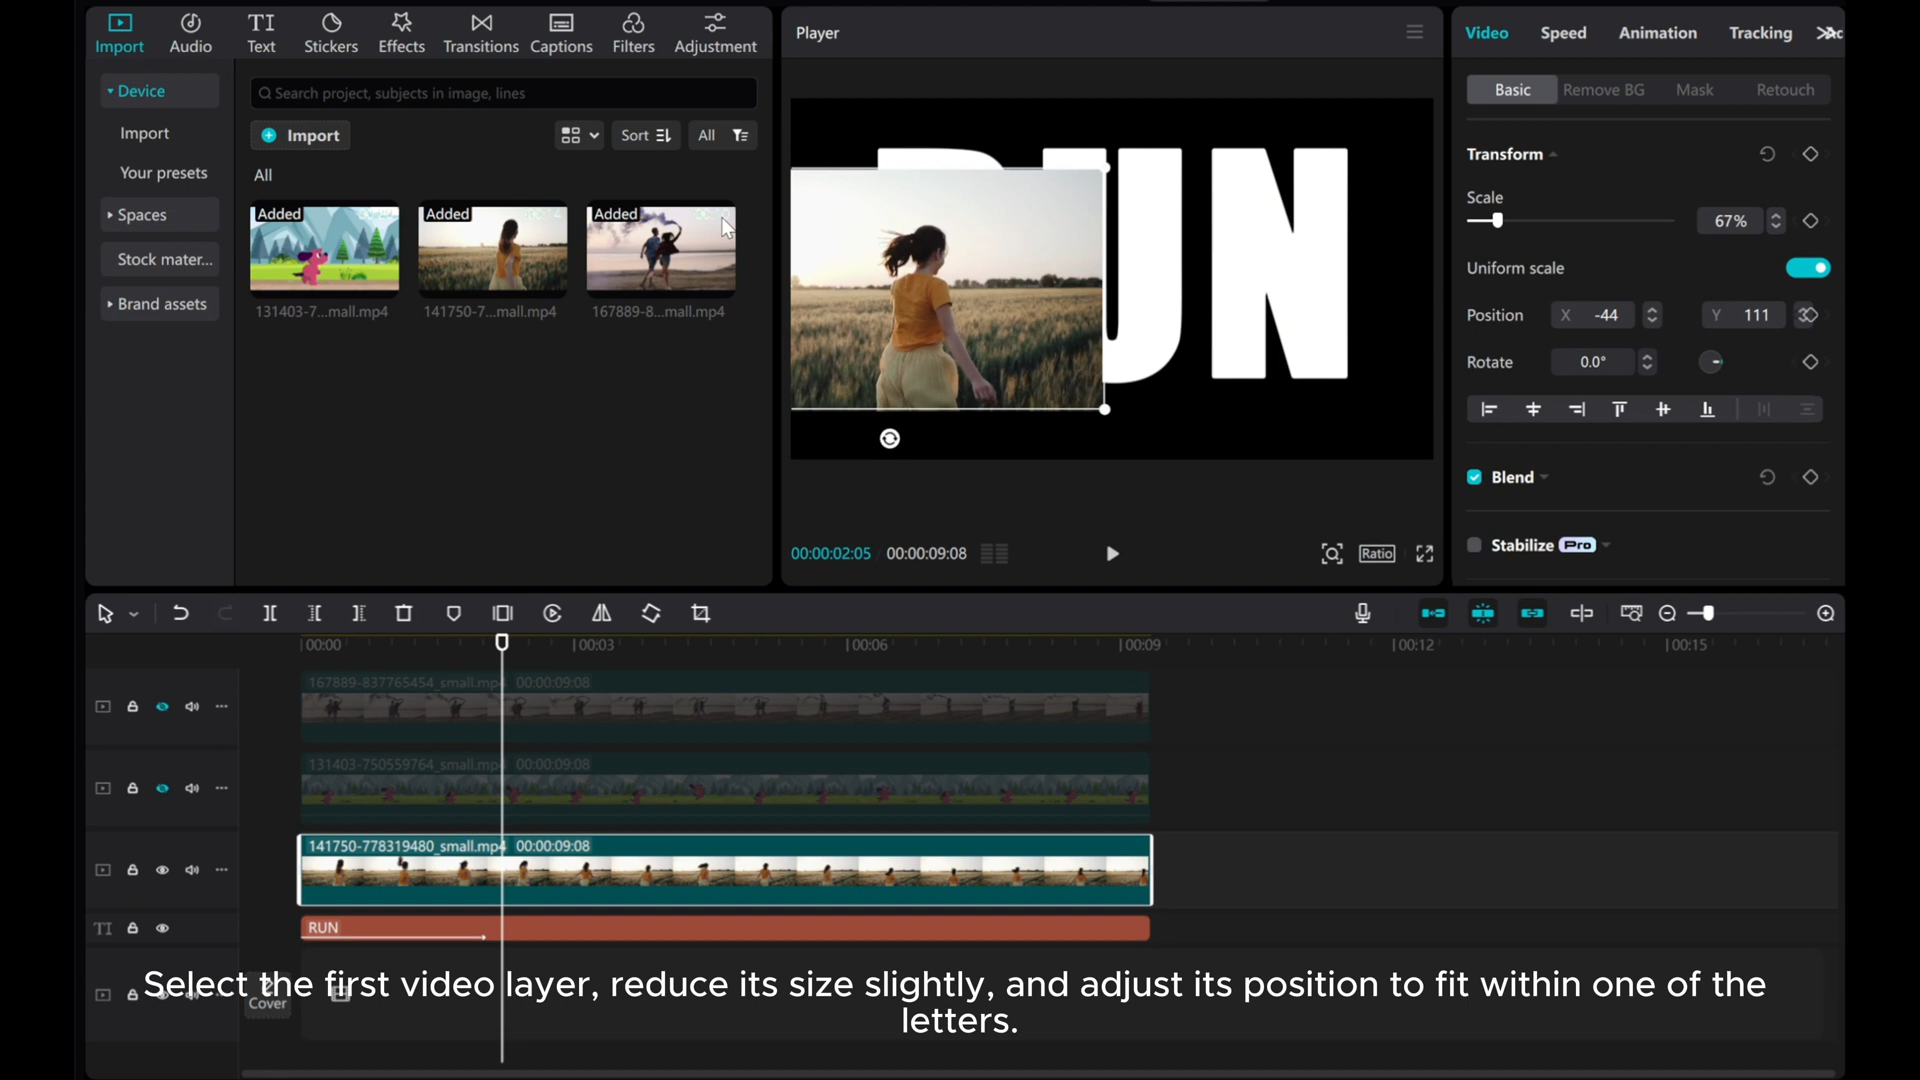 Import
Audio
Text
Stickers
Effects
Transitions
Captions
Filters
Adjustment
Device
Import
Your presets
Spaces
Stock mater...
Brand assets
Search project, subjects in image, lines
Import
Sort
All
All
Added
Added
Added
131403-7...mall.mp4
141750-7...mall.mp4
167889-8...mall.mp4
Player
UN
00:00:02:05 00:00:09:08
Ratio
Video
Speed
Animation
Tracking
Basic
Remove BG
Mask
Retouch
Transform
Scale
67%
Uniform scale
Position X -44 Y 111
Rotate 0.0°
Blend
Stabilize Pro
00:00
00:03
00:06
00:09
00:12
00:15
167889-837765454_small.mp4 00:00:09:08
131403-750559764_small.mp4 00:00:09:08
141750-778319480_small.mp4 00:00:09:08
TI
RUN
Cover
Select the first video layer, reduce its size slightly, and adjust its position to fit within one of the
letters.